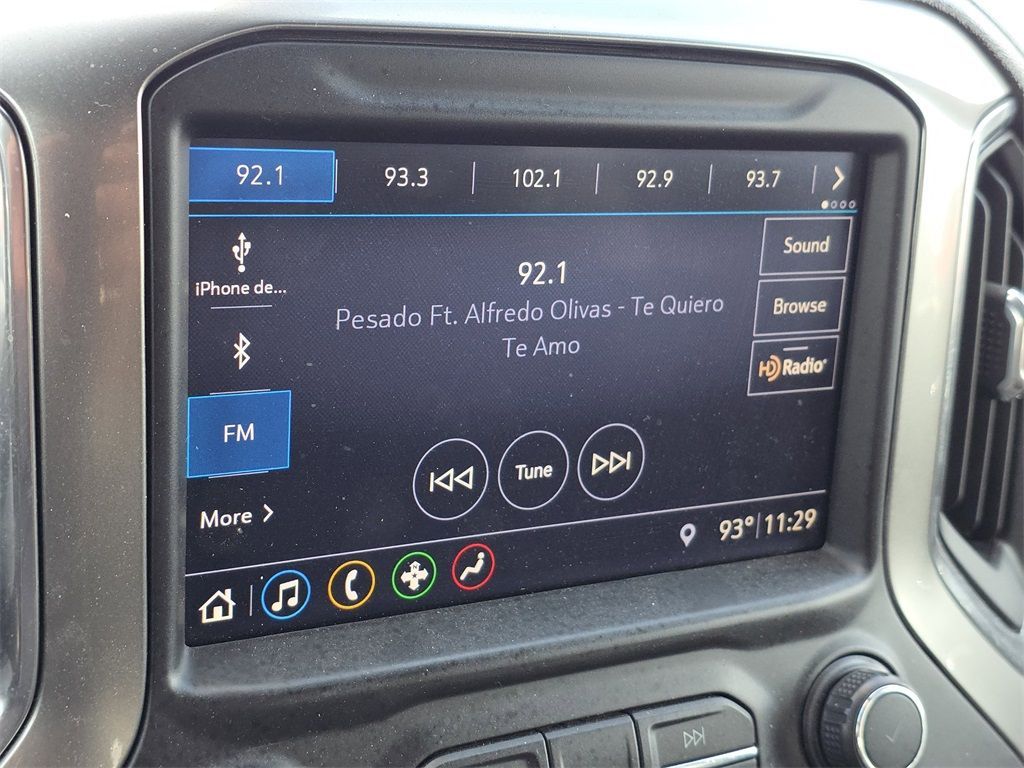 92.1 93.3 102.1 92.9 93.7
iPhone de...
FM
More
92.1
Pesado Ft. Alfredo Olivas - Te Quiero
Te Amo
Tune
Sound
Browse
HD Radio
93° 11:29